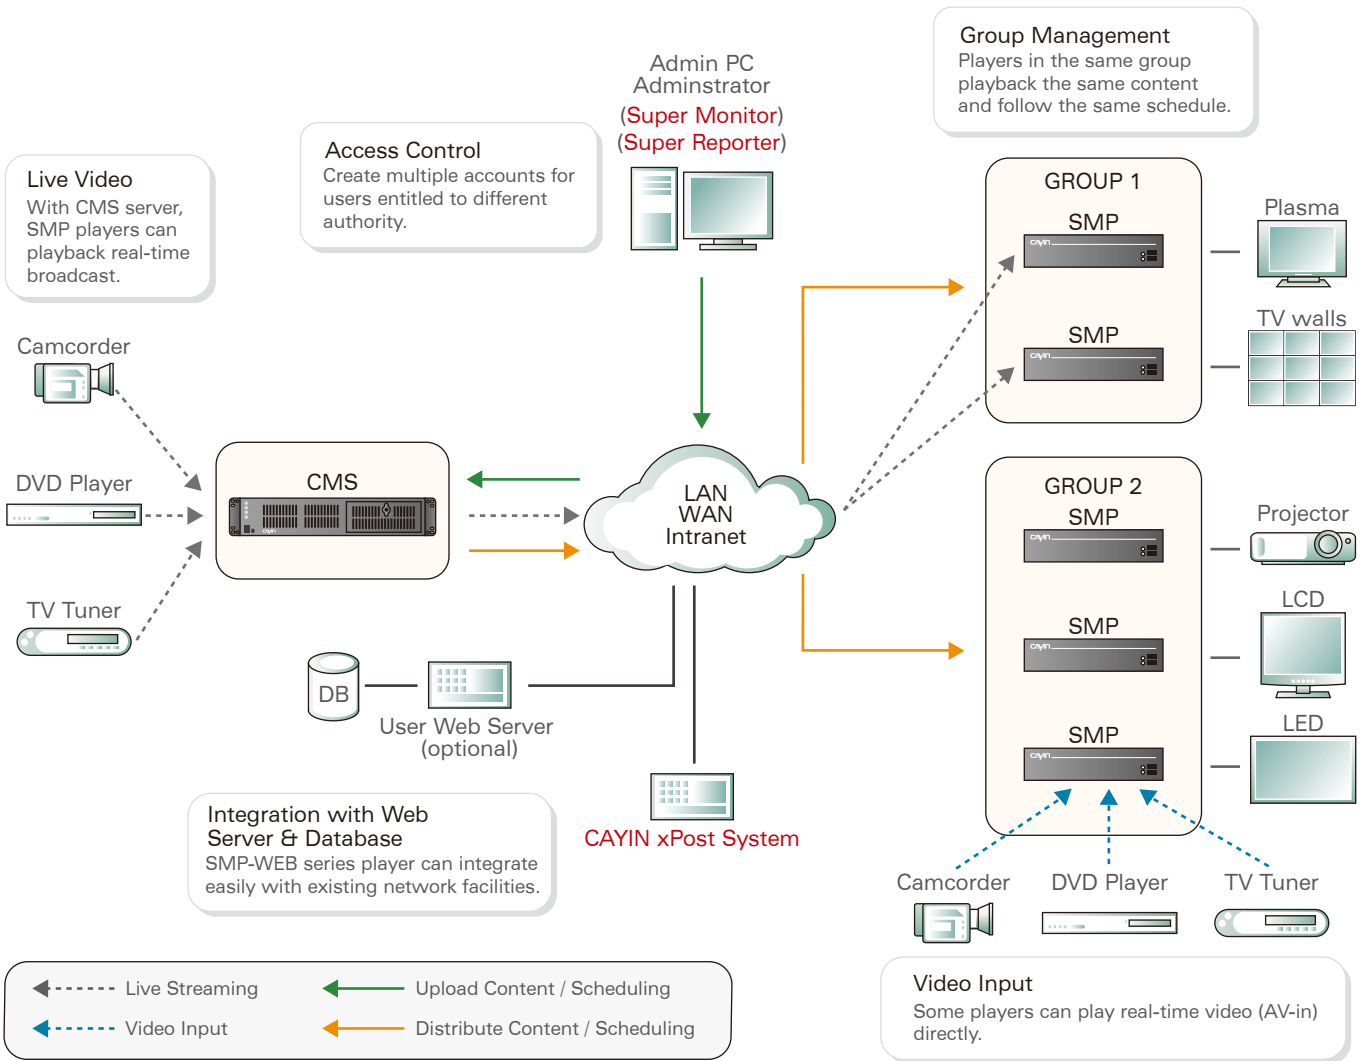 Group Management
Players in the same group
playback the same content
and follow the same schedule.
Admin PC
Adminstrator
(Super Monitor)
(Super Reporter)
Access Control
Create multiple accounts for
users entitled to different
authority.
Live Video
With CMS server,
SMP players can
playback real-time
broadcast.
GROUP 1
SMP
CAYIN
SMP
CAYIN
Plasma
TV walls
Camcorder
DVD Player
TV Tuner
CMS
CAYIN
LAN
WAN
Intranet
GROUP 2
SMP
CAYIN
SMP
CAYIN
SMP
CAYIN
Projector
LCD
LED
DB
User Web Server
(optional)
CAYIN xPost System
Integration with Web
Server & Database
SMP-WEB series player can integrate
easily with existing network facilities.
Camcorder
DVD Player
TV Tuner
Video Input
Some players can play real-time video (AV-in)
directly.
Live Streaming
Upload Content / Scheduling
Video Input
Distribute Content / Scheduling